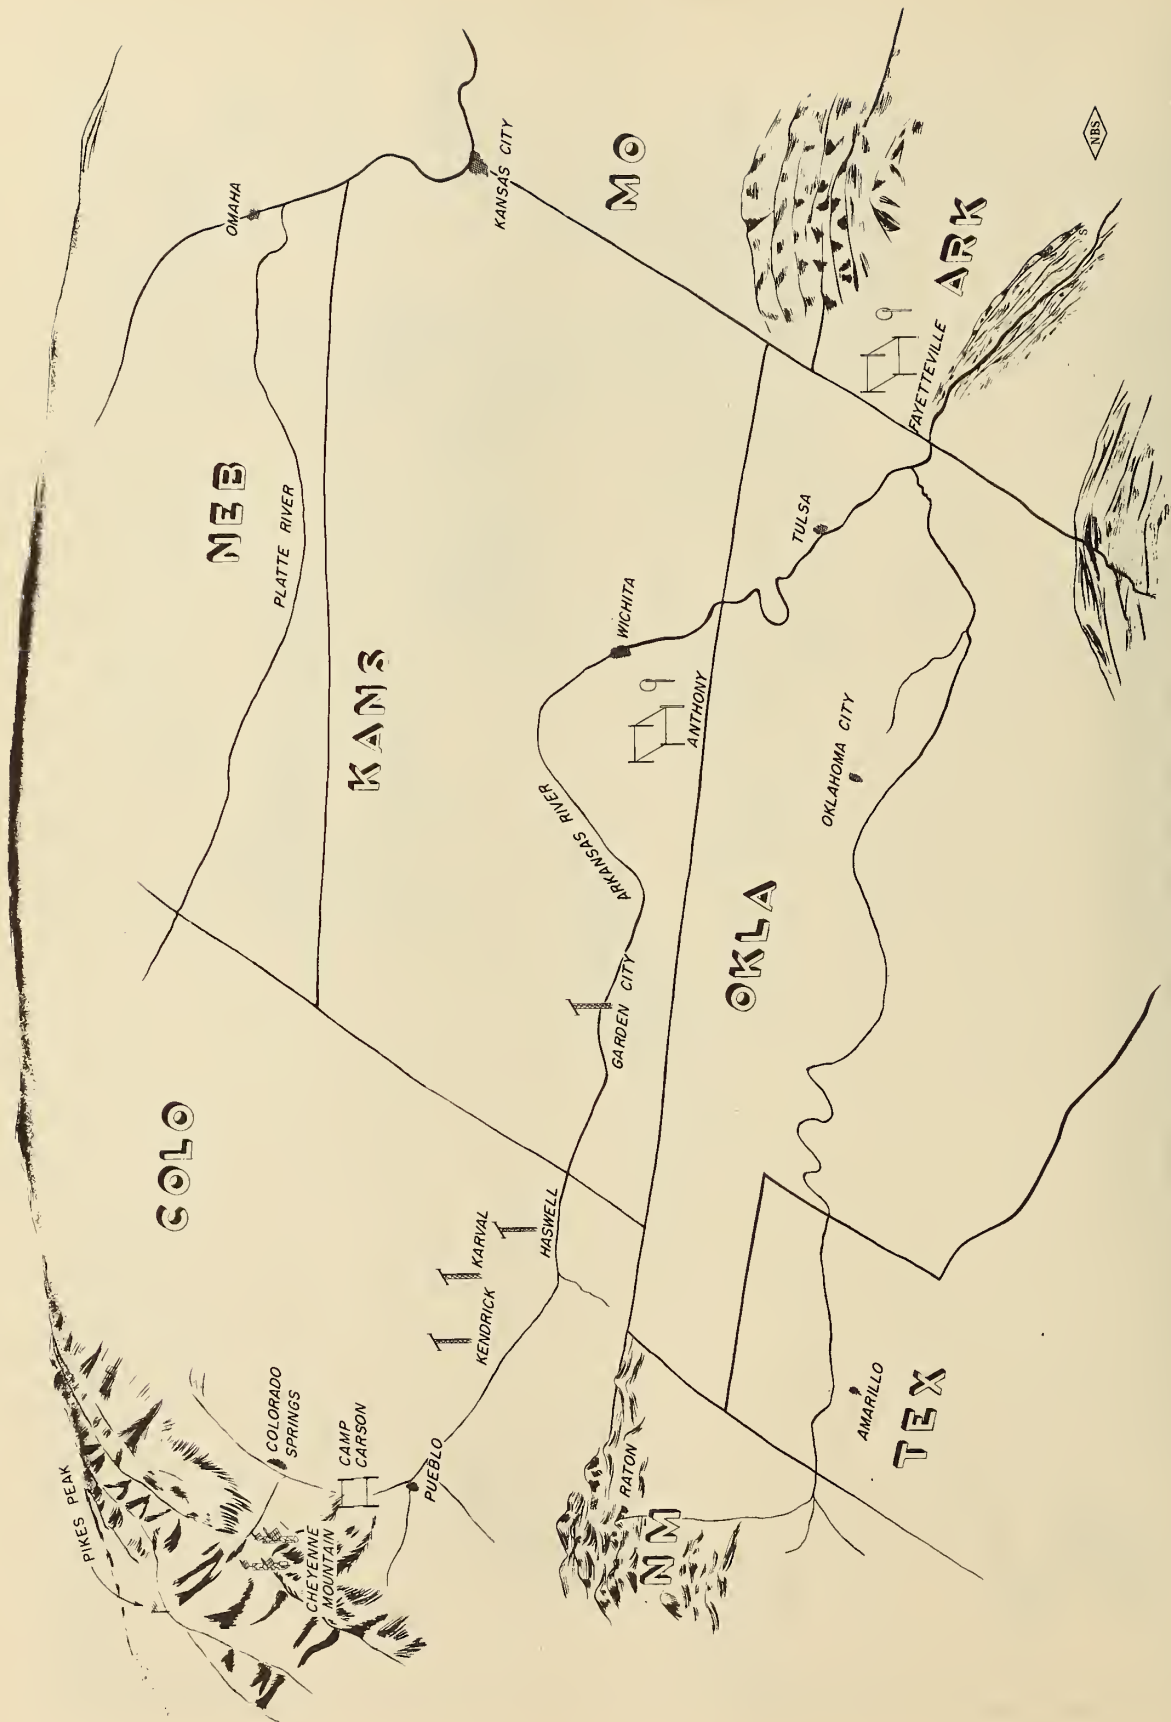 PIKES PEAK
COLORADO
SPRINGS
CHEYENNE
MOUNTAIN
CAMP
CARSON
PUEBLO
KENDRICK
KARVAL
HASWELL
COLO
NEB
PLATTE RIVER
OMAHA
KANS
KANSAS CITY
MO
GARDEN CITY
ARKANSAS RIVER
WICHITA
ANTHONY
RATON
NM
OKLA
TULSA
OKLAHOMA CITY
FAYETTEVILLE
ARK
AMARILLO
TEX
NBS